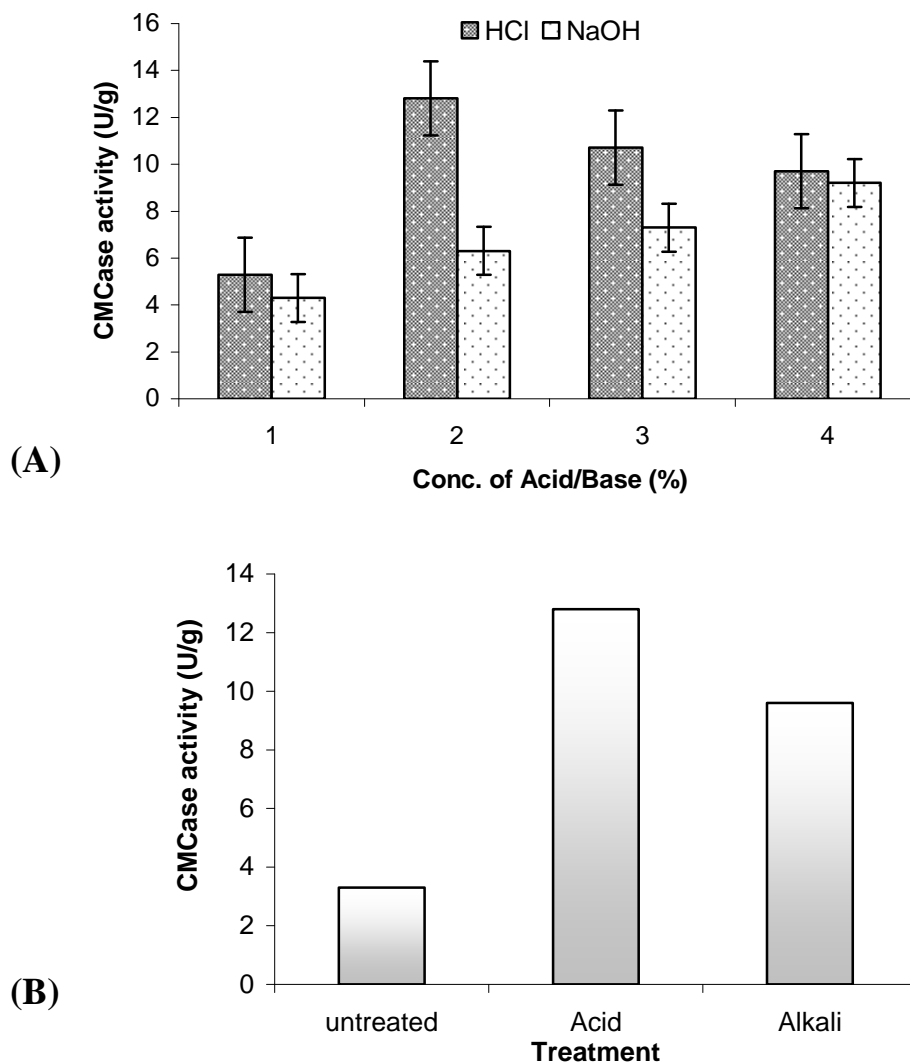 HCl NaOH
16
14
12
10
8
6
4
2
0
CMCase activity (U/g)
1 2 3 4
Conc. of Acid/Base (%)
(A)
14
12
10
8
6
4
2
0
CMCase activity (U/g)
untreated Acid Alkali
Treatment
(B)